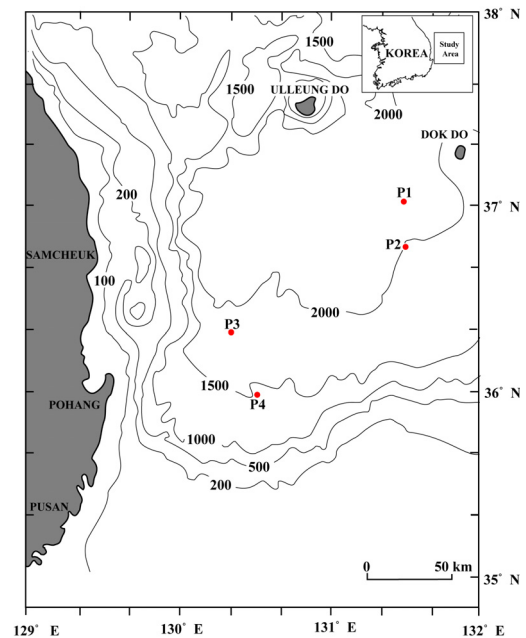 38° N
1500
KOREA
Study
Area
1500
ULLEUNG DO
2000
DOK DO
200
P1
37° N
P2
SAMCHEUK
100
2000
P3
1500
36° N
P4
POHANG
1000
500
200
PUSAN
0 50 km
35° N
129° E 130° E 131° E 132° E